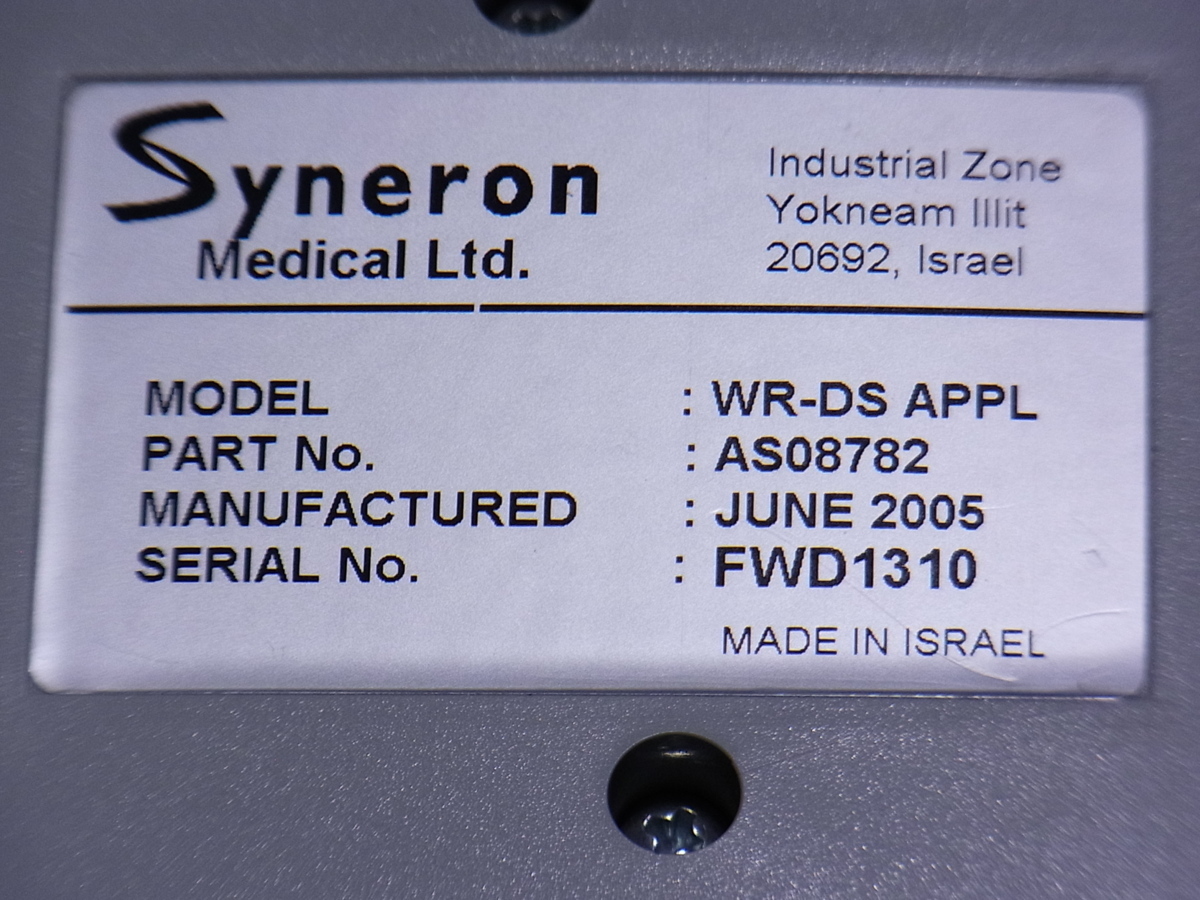 Syneron
Medical Ltd.
Industrial Zone
Yokneam Illit
20692, Israel
MODEL : WR-DS APPL
PART No. : AS08782
MANUFACTURED : JUNE 2005
SERIAL No. : FWD1310
MADE IN ISRAEL